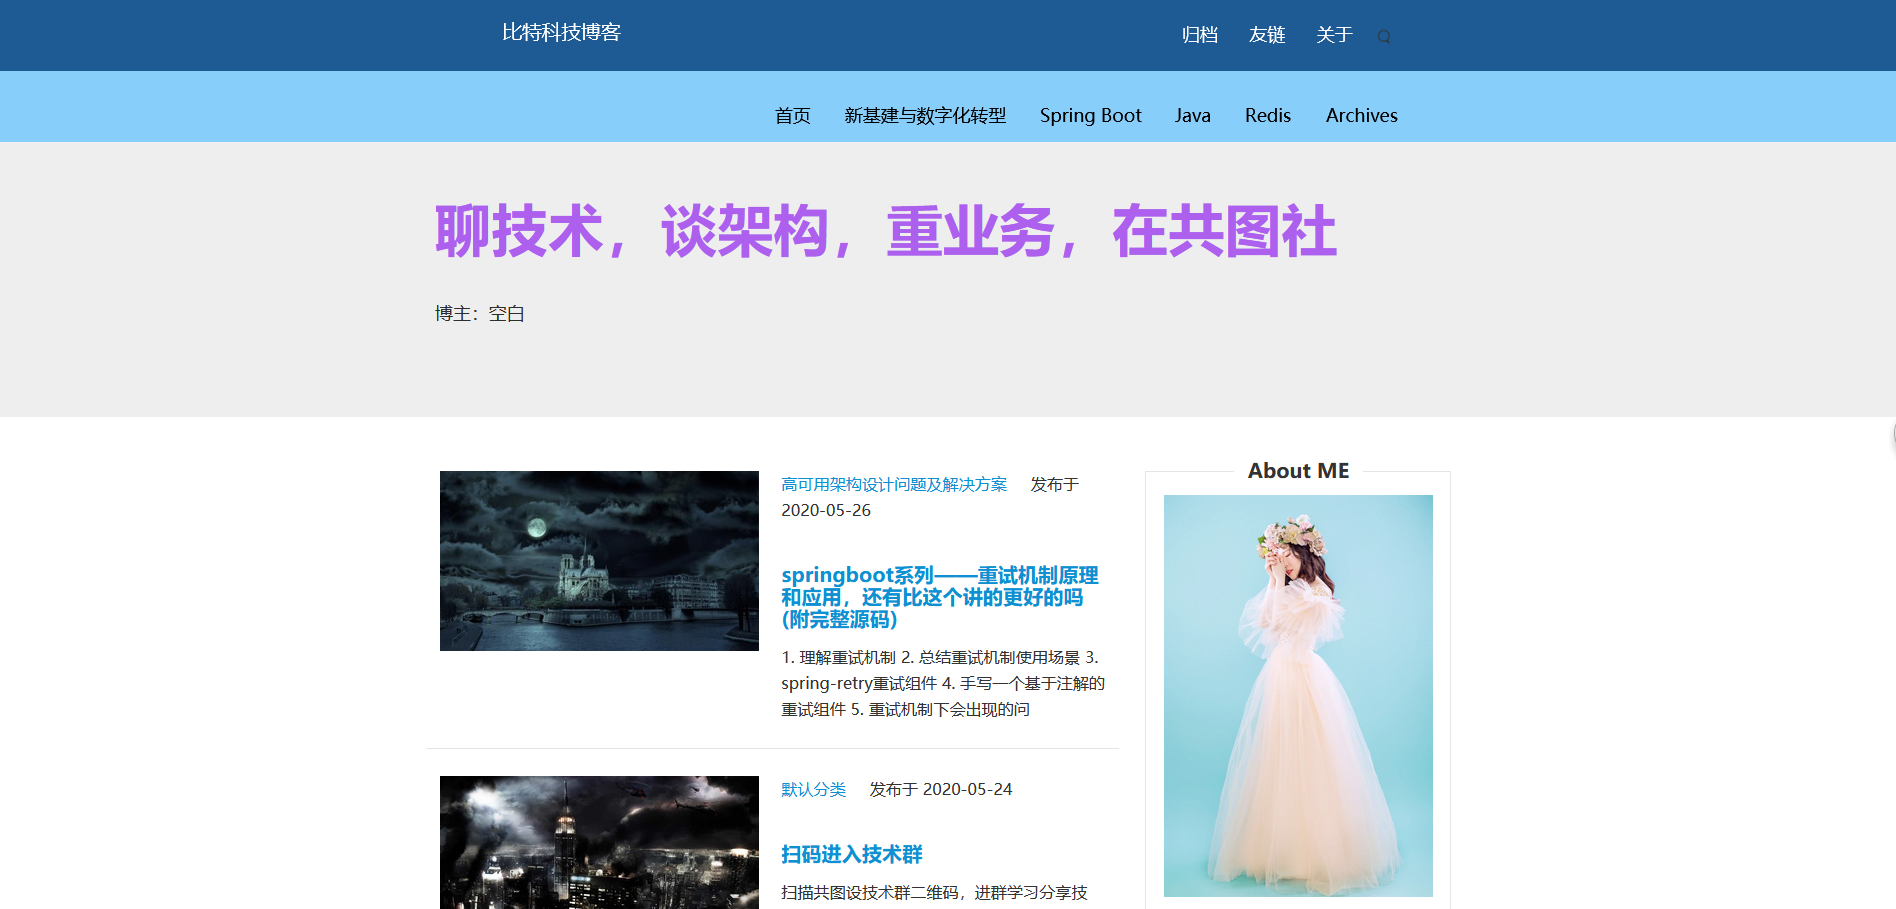 比特科技博客
归档 友链 关于
首页 新基建与数字化转型 Spring Boot Java Redis Archives
聊技术，谈架构，重业务，在共图社
博主：空白
高可用架构设计问题及解决方案 发布于
2020-05-26
springboot系列——重试机制原理
和应用，还有比这个讲的更好的吗
(附完整源码)
1. 理解重试机制 2. 总结重试机制使用场景 3.
spring-retry重试组件 4. 手写一个基于注解的
重试组件 5. 重试机制下会出现的问
About ME
默认分类 发布于 2020-05-24
扫码进入技术群
扫描共图设技术群二维码，进群学习分享技